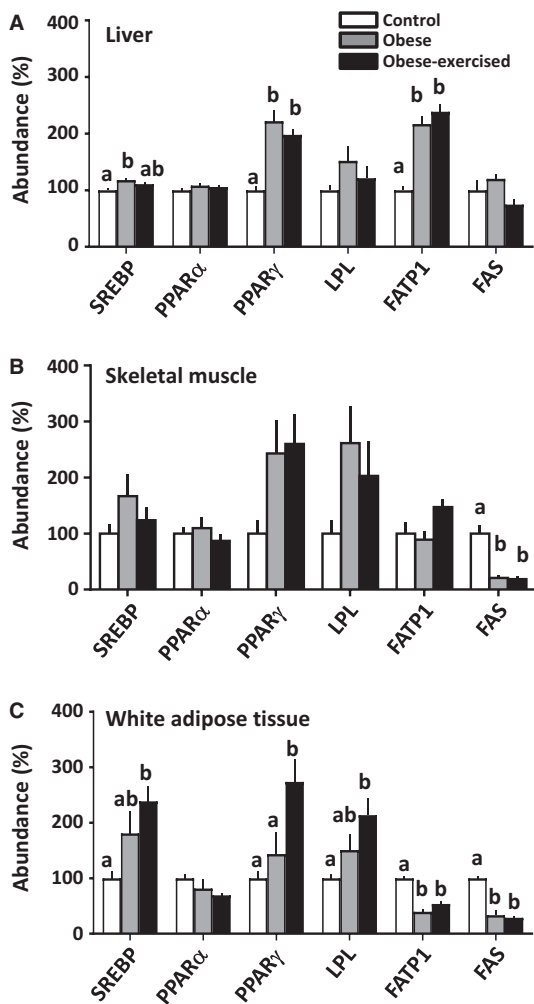 A
Liver
Control
Obese
Obese-exercised
Abundance (%)
400
300
200
100
0
a
b
ab
a
b
b
a
b
b
SREBP
PPARα
PPARγ
LPL
FATP1
FAS
B
Skeletal muscle
Abundance (%)
400
300
200
100
0
a
b
b
SREBP
PPARα
PPARγ
LPL
FATP1
FAS
C
White adipose tissue
Abundance (%)
400
300
200
100
0
a
ab
b
a
a
b
a
ab
b
a
b
b
a
b
b
SREBP
PPARα
PPARγ
LPL
FATP1
FAS